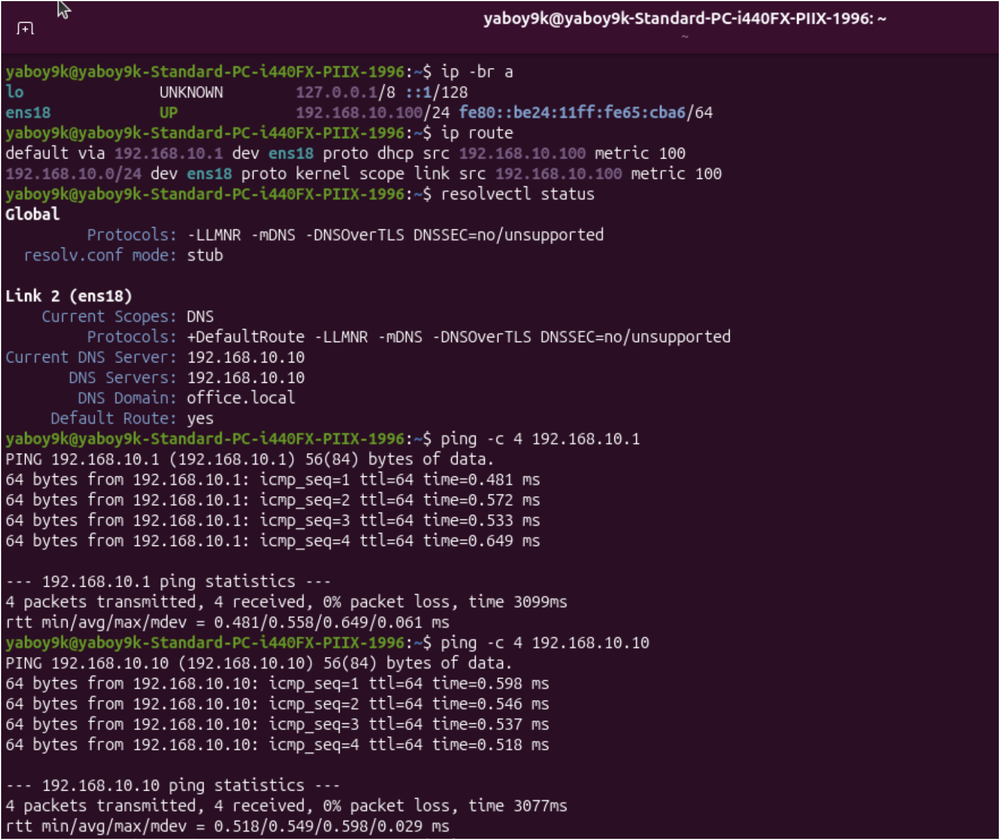 yaboy9k@yaboy9k-Standard-PC-i440FX-PIIX-1996: ~
~
yaboy9k@yaboy9k-Standard-PC-i440FX-PIIX-1996:~$ ip -br a
lo               UNKNOWN        127.0.0.1/8 ::1/128
ens18            UP             192.168.10.100/24 fe80::be24:11ff:fe65:cba6/64
yaboy9k@yaboy9k-Standard-PC-i440FX-PIIX-1996:~$ ip route
default via 192.168.10.1 dev ens18 proto dhcp src 192.168.10.100 metric 100
192.168.10.0/24 dev ens18 proto kernel scope link src 192.168.10.100 metric 100
yaboy9k@yaboy9k-Standard-PC-i440FX-PIIX-1996:~$ resolvectl status
Global
         Protocols: -LLMNR -mDNS -DNSOverTLS DNSSEC=no/unsupported
  resolv.conf mode: stub

Link 2 (ens18)
    Current Scopes: DNS
         Protocols: +DefaultRoute -LLMNR -mDNS -DNSOverTLS DNSSEC=no/unsupported
Current DNS Server: 192.168.10.10
       DNS Servers: 192.168.10.10
        DNS Domain: office.local
     Default Route: yes
yaboy9k@yaboy9k-Standard-PC-i440FX-PIIX-1996:~$ ping -c 4 192.168.10.1
PING 192.168.10.1 (192.168.10.1) 56(84) bytes of data.
64 bytes from 192.168.10.1: icmp_seq=1 ttl=64 time=0.481 ms
64 bytes from 192.168.10.1: icmp_seq=2 ttl=64 time=0.572 ms
64 bytes from 192.168.10.1: icmp_seq=3 ttl=64 time=0.533 ms
64 bytes from 192.168.10.1: icmp_seq=4 ttl=64 time=0.649 ms

--- 192.168.10.1 ping statistics ---
4 packets transmitted, 4 received, 0% packet loss, time 3099ms
rtt min/avg/max/mdev = 0.481/0.558/0.649/0.061 ms
yaboy9k@yaboy9k-Standard-PC-i440FX-PIIX-1996:~$ ping -c 4 192.168.10.10
PING 192.168.10.10 (192.168.10.10) 56(84) bytes of data.
64 bytes from 192.168.10.10: icmp_seq=1 ttl=64 time=0.598 ms
64 bytes from 192.168.10.10: icmp_seq=2 ttl=64 time=0.546 ms
64 bytes from 192.168.10.10: icmp_seq=3 ttl=64 time=0.537 ms
64 bytes from 192.168.10.10: icmp_seq=4 ttl=64 time=0.518 ms

--- 192.168.10.10 ping statistics ---
4 packets transmitted, 4 received, 0% packet loss, time 3077ms
rtt min/avg/max/mdev = 0.518/0.549/0.598/0.029 ms